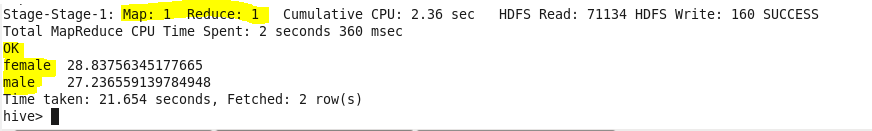 Stage-Stage-1: Map: 1  Reduce: 1   Cumulative CPU: 2.36 sec   HDFS Read: 71134 HDFS Write: 160 SUCCESS
Total MapReduce CPU Time Spent: 2 seconds 360 msec
OK
female  28.83756345177665
male    27.236559139784948
Time taken: 21.654 seconds, Fetched: 2 row(s)
hive>